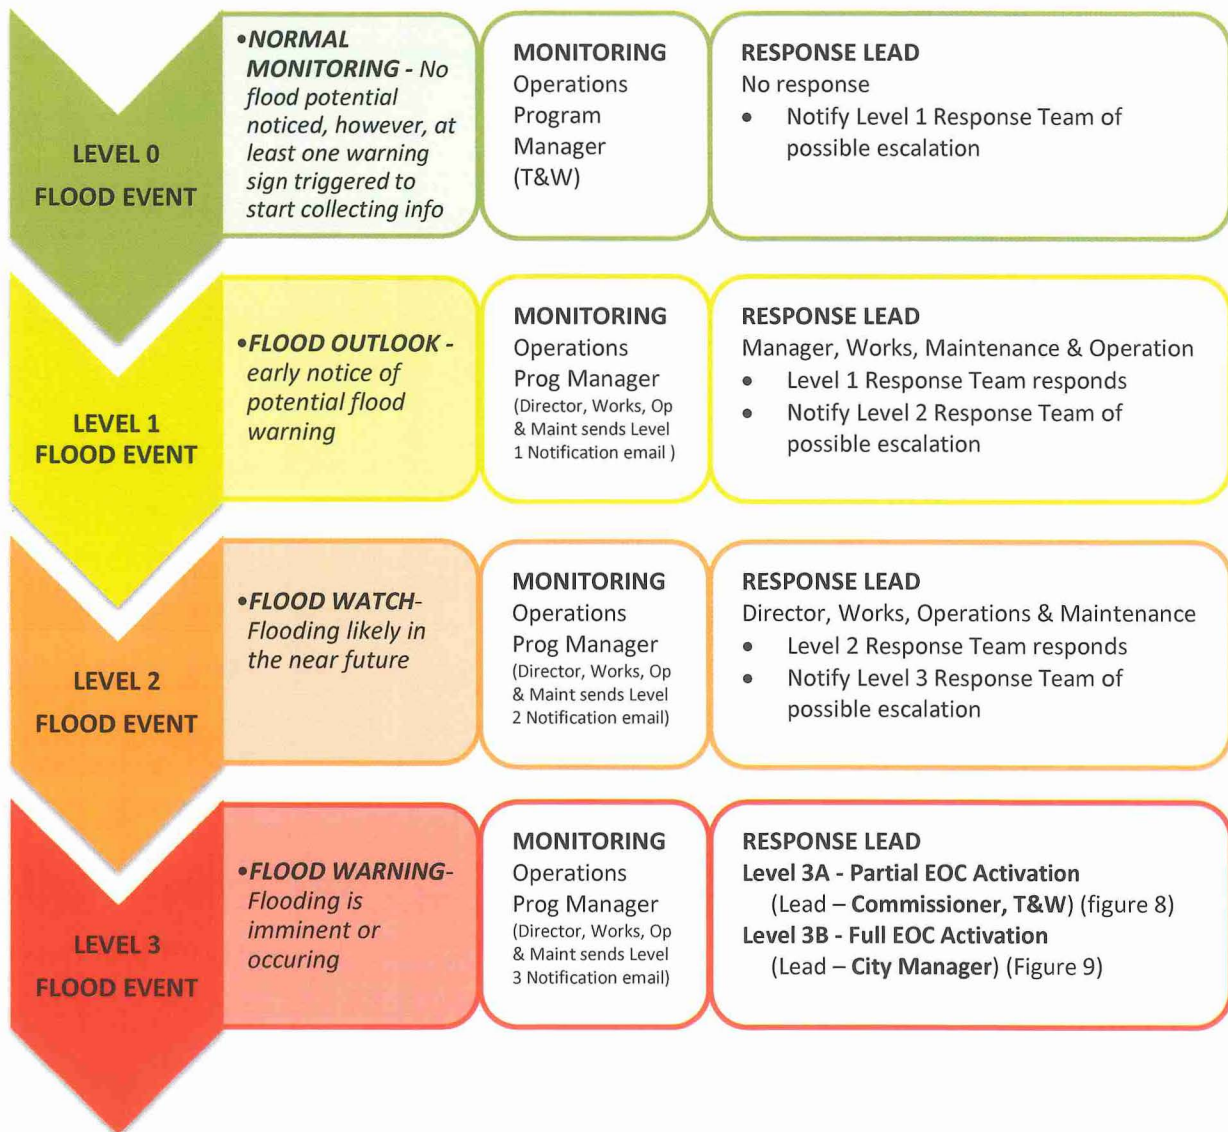 LEVEL 0
FLOOD EVENT
•NORMAL
MONITORING - No
flood potential
noticed, however, at
least one warning
sign triggered to
start collecting info
MONITORING
Operations
Program
Manager
(T&W)
RESPONSE LEAD
No response
• Notify Level 1 Response Team of
possible escalation
LEVEL 1
FLOOD EVENT
•FLOOD OUTLOOK -
early notice of
potential flood
warning
MONITORING
Operations
Prog Manager
(Director, Works, Op
& Maint sends Level
1 Notification email )
RESPONSE LEAD
Manager, Works, Maintenance & Operation
• Level 1 Response Team responds
• Notify Level 2 Response Team of
possible escalation
LEVEL 2
FLOOD EVENT
•FLOOD WATCH-
Flooding likely in
the near future
MONITORING
Operations
Prog Manager
(Director, Works, Op
& Maint sends Level
2 Notification email)
RESPONSE LEAD
Director, Works, Operations & Maintenance
• Level 2 Response Team responds
• Notify Level 3 Response Team of
possible escalation
LEVEL 3
FLOOD EVENT
•FLOOD WARNING-
Flooding is
imminent or
occuring
MONITORING
Operations
Prog Manager
(Director, Works, Op
& Maint sends Level
3 Notification email)
RESPONSE LEAD
Level 3A - Partial EOC Activation
(Lead – Commissioner, T&W) (figure 8)
Level 3B - Full EOC Activation
(Lead – City Manager) (Figure 9)